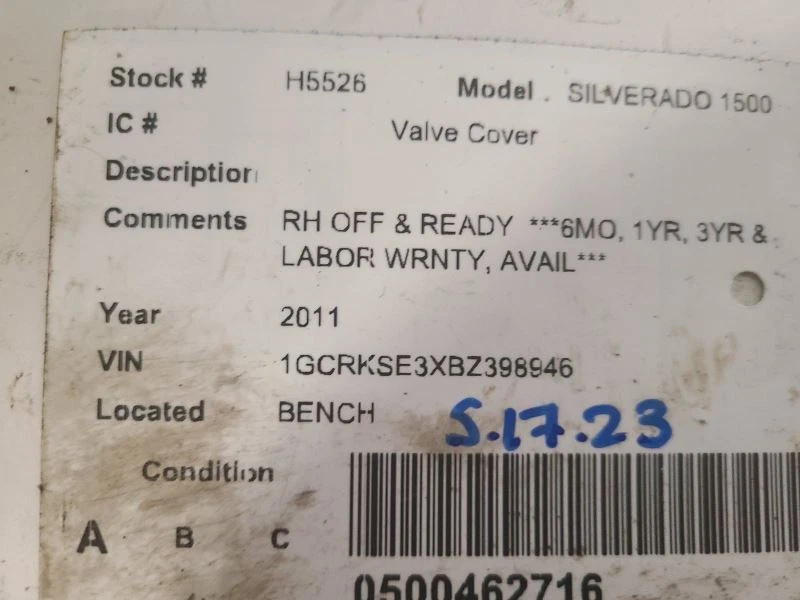 Stock # H5526 Model . SILVERADO 1500
IC # Valve Cover
Description
Comments RH OFF & READY ***6MO, 1YR, 3YR &
LABOR WRNTY, AVAIL***
Year 2011
VIN 1GCRKSE3XBZ398946
Located BENCH 5.17.23
Condition
A B C
0500462716